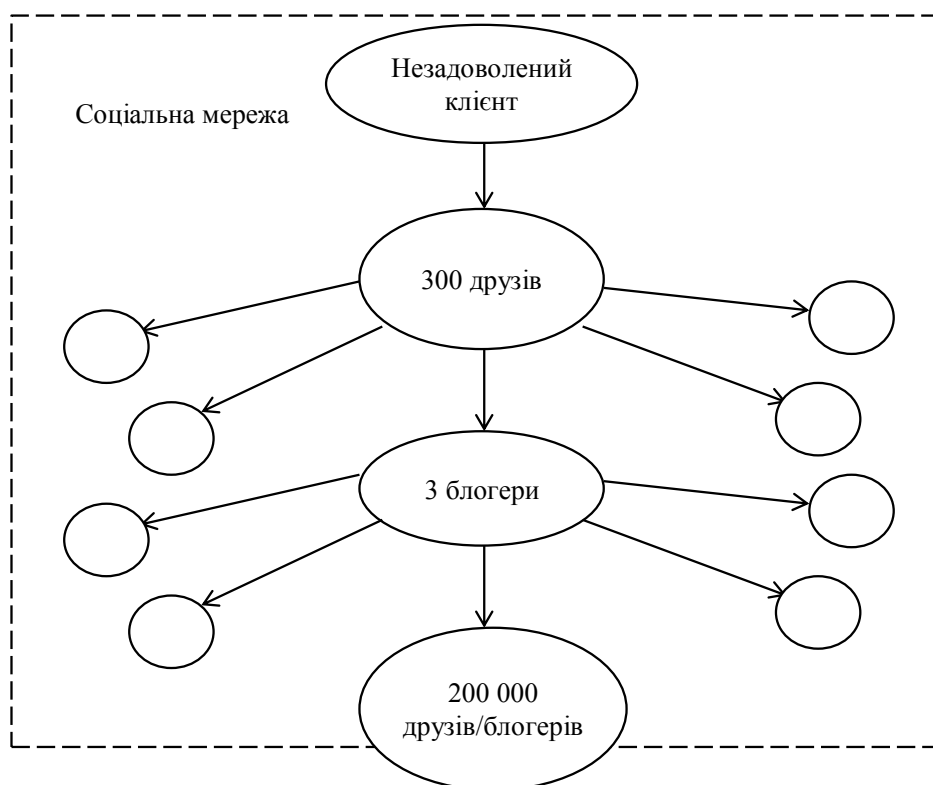 Незадоволений
клієнт
Соціальна мережа
300 друзів
3 блогери
200 000
друзів/блогерів